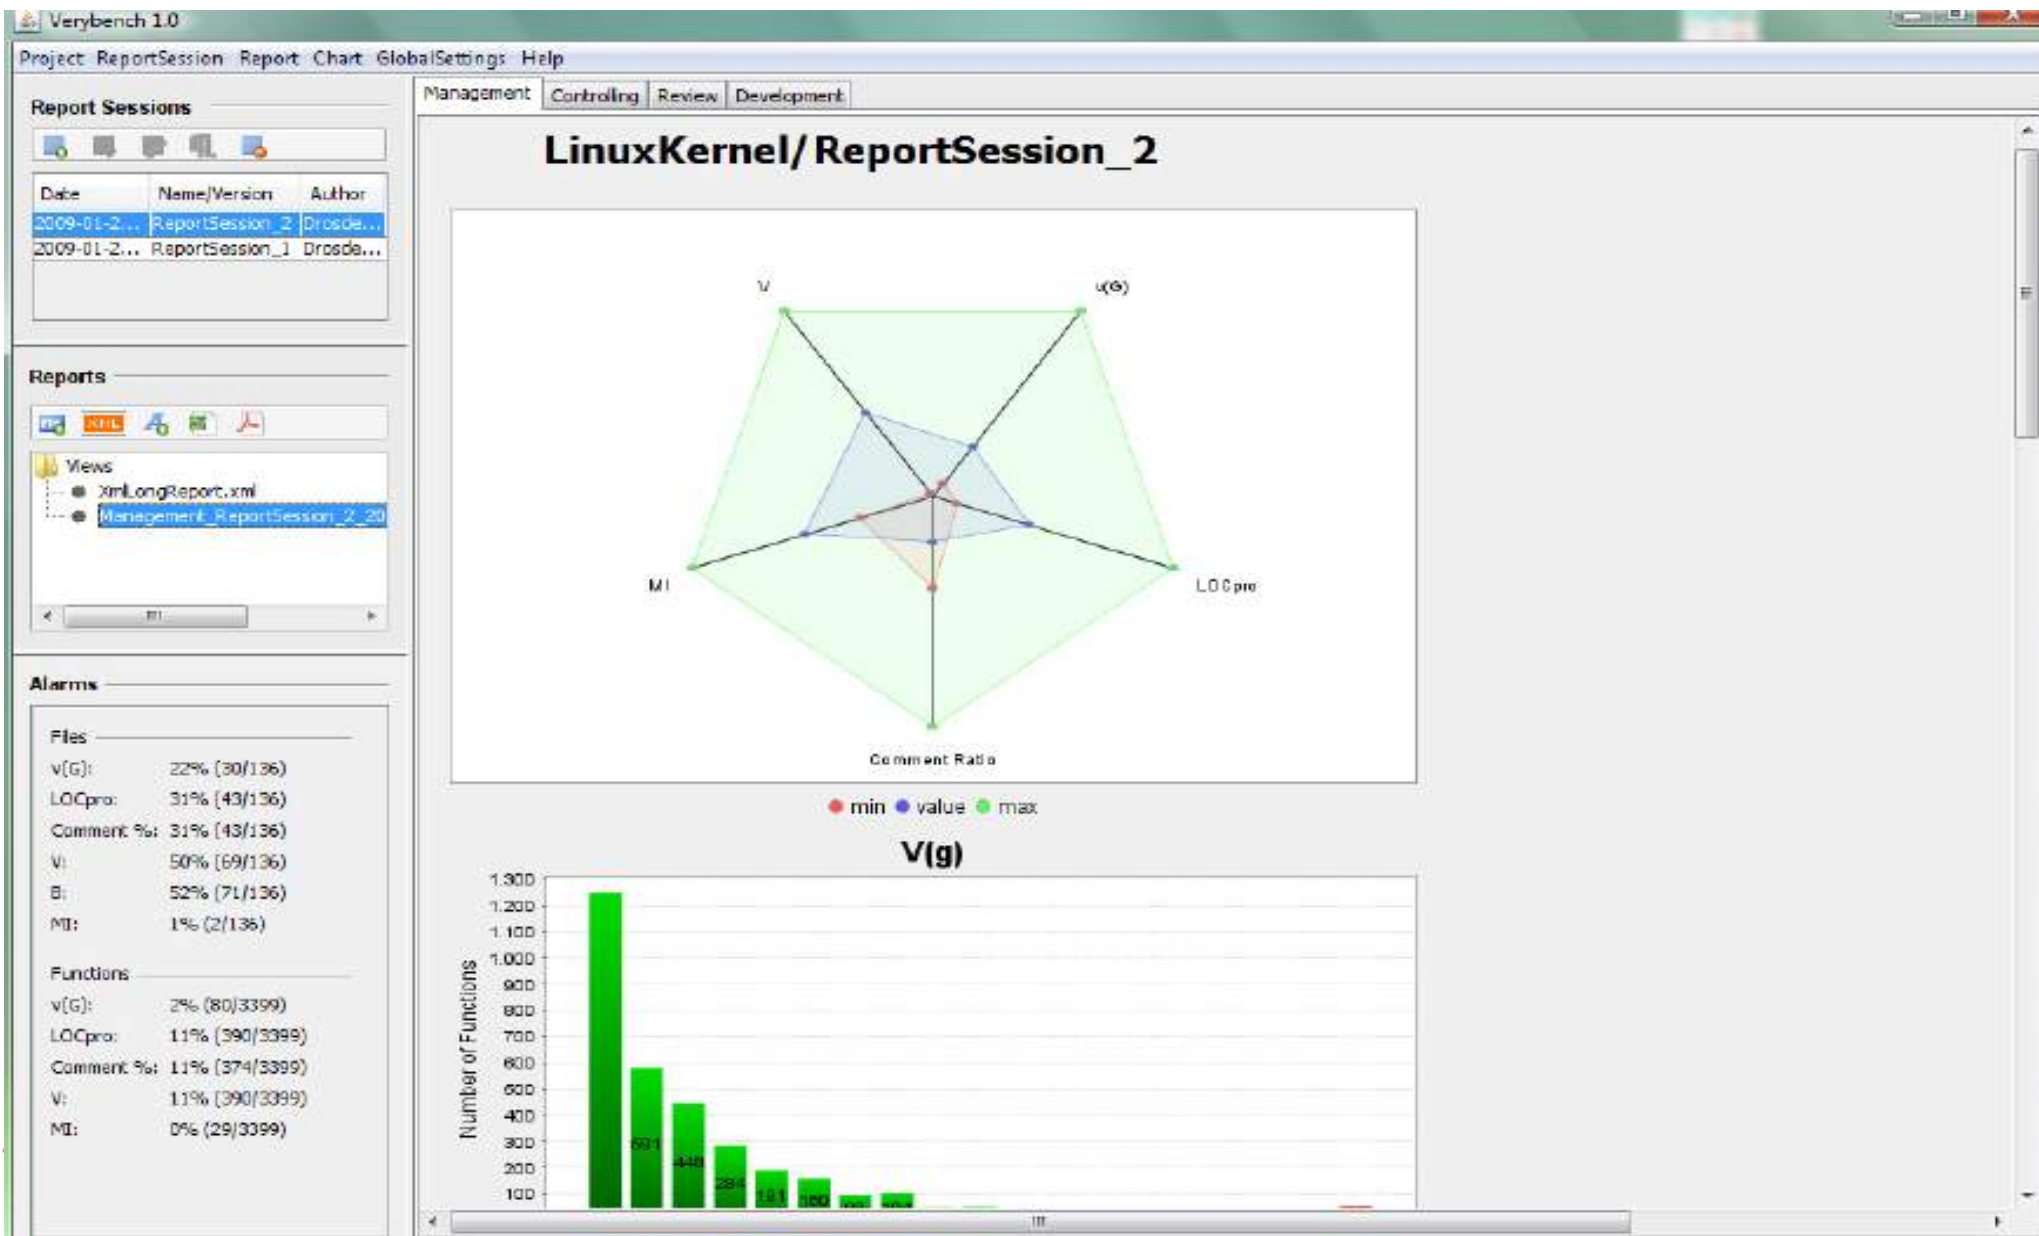 Verybench 1.0
Project ReportSession Report Chart GlobalSettings Help
Report Sessions
Date Name/Version Author
2009-01-2... ReportSession_2 Drosde...
2009-01-2... ReportSession_1 Drosde...
Reports
XML
Views
XmlLongReport.xml
Management_ReportSession_2_20
Alarms
Files
v(G): 22% (30/136)
LOCpro: 31% (43/136)
Comment %: 31% (43/136)
V: 50% (69/136)
B: 52% (71/136)
MI: 1% (2/136)
Functions
v(G): 2% (80/3399)
LOCpro: 11% (390/3399)
Comment %: 11% (374/3399)
V: 11% (390/3399)
MI: 0% (29/3399)
Management Controlling Review Development
LinuxKernel/ReportSession_2
V
v(G)
MI
LOCpro
Comment Ratio
min value max
V(g)
Number of Functions
1.300
1.200
1.100
1.000
900
800
700
600
500
400
300
200
100
284
191
160